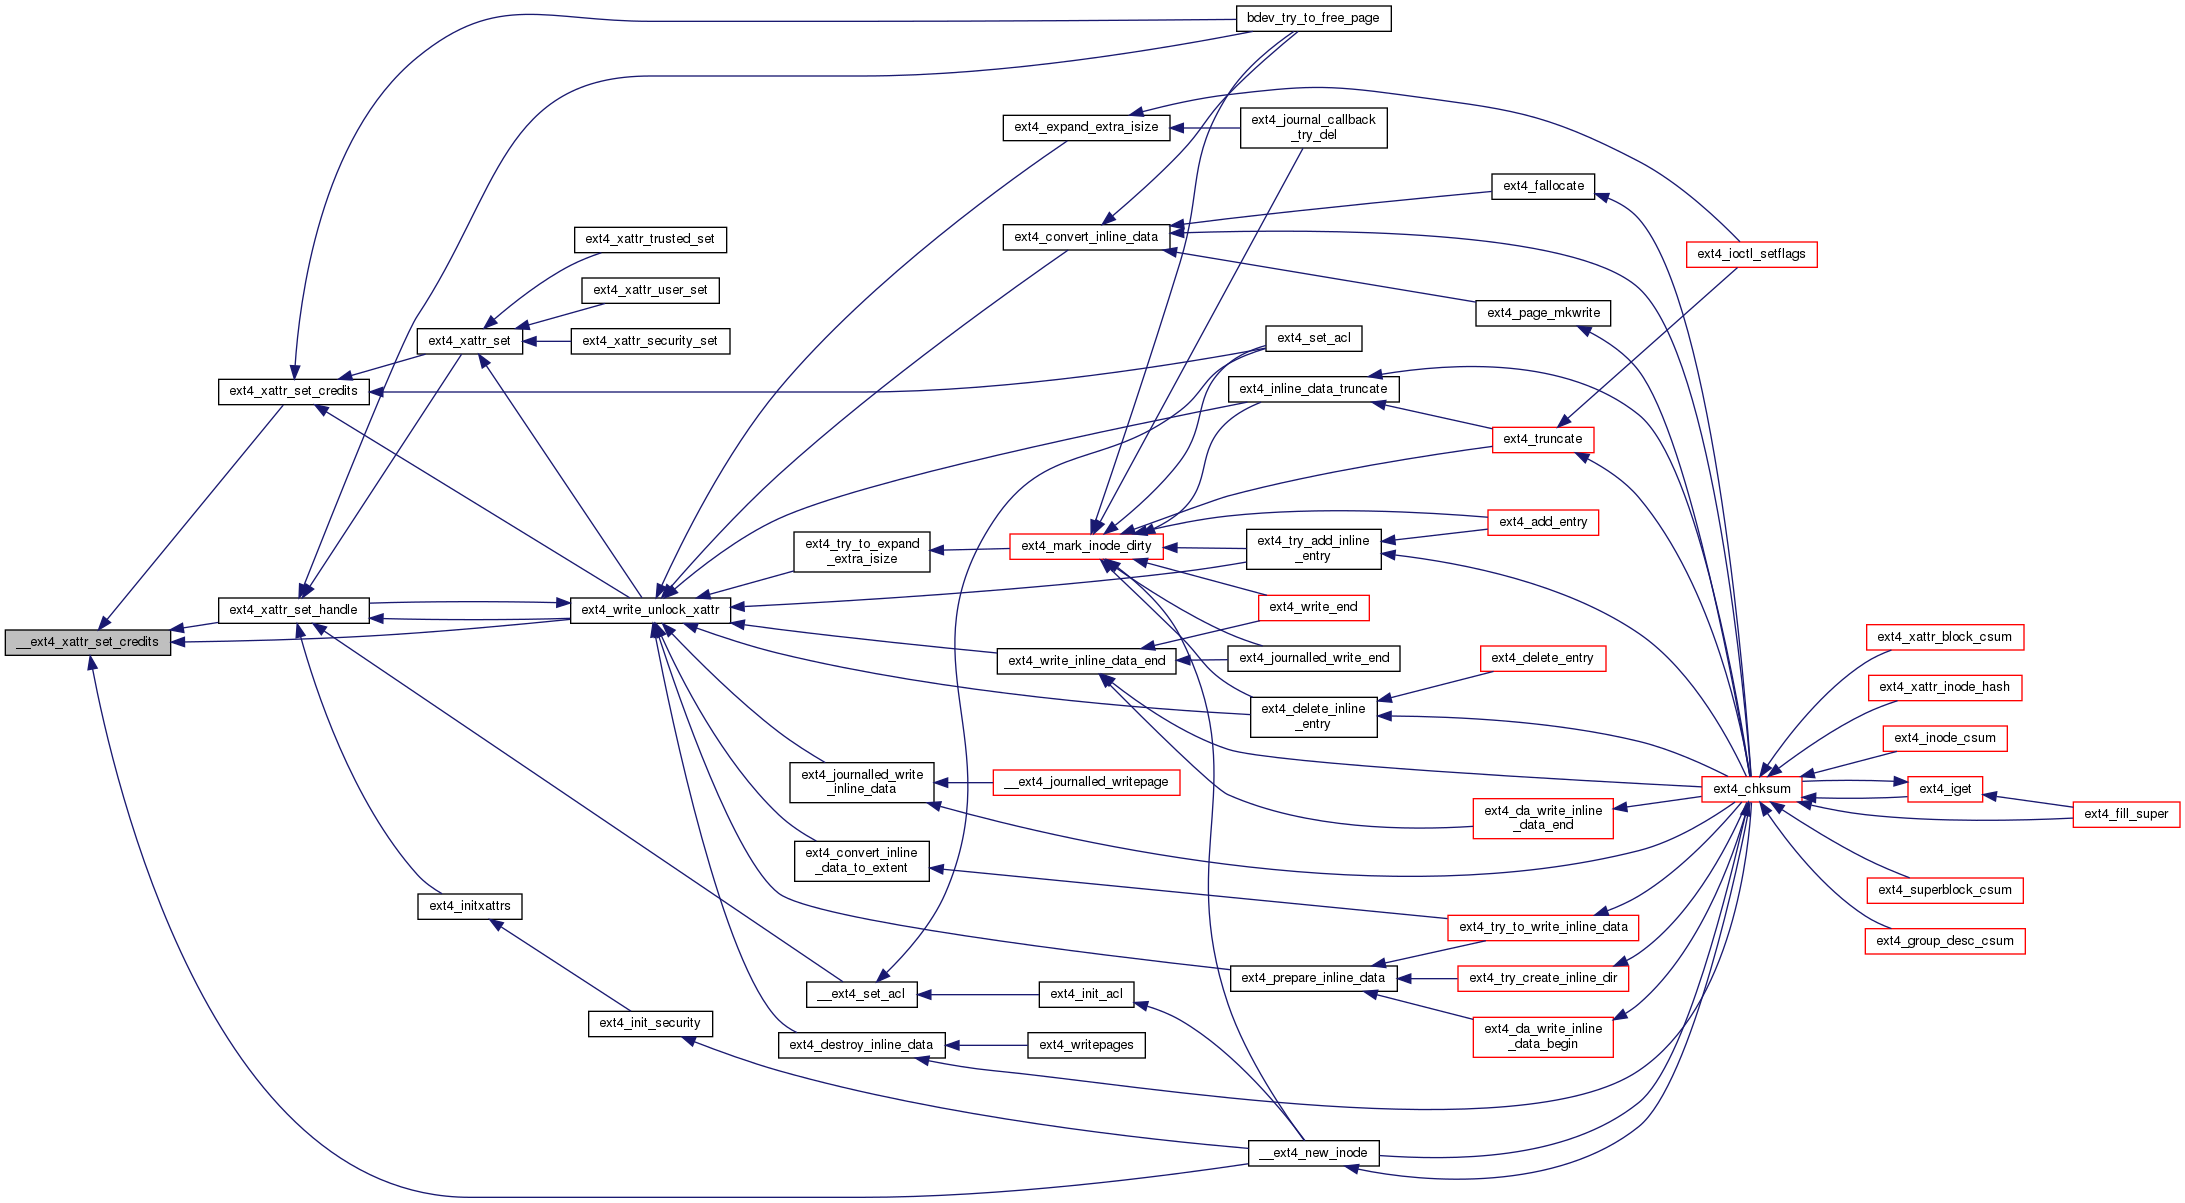 bdev_try_to_free_page
ext4_expand_extra_isize
ext4_journal_callback
_try_del
ext4_fallocate
ext4_xattr_trusted_set
ext4_convert_inline_data
ext4_ioctl_setflags
ext4_xattr_user_set
ext4_page_mkwrite
ext4_xattr_set
ext4_xattr_security_set
ext4_set_acl
ext4_xattr_set_credits
ext4_inline_data_truncate
ext4_truncate
ext4_add_entry
ext4_try_to_expand
_extra_isize
ext4_mark_inode_dirty
ext4_try_add_inline
_entry
ext4_xattr_set_handle
ext4_write_unlock_xattr
ext4_write_end
__ext4_xattr_set_credits
ext4_xattr_block_csum
ext4_write_inline_data_end
ext4_journalled_write_end
ext4_delete_entry
ext4_xattr_inode_hash
ext4_delete_inline
_entry
ext4_inode_csum
ext4_journalled_write
_inline_data
__ext4_journalled_writepage
ext4_chksum
ext4_iget
ext4_da_write_inline
_data_end
ext4_fill_super
ext4_convert_inline
_data_to_extent
ext4_superblock_csum
ext4_initxattrs
ext4_try_to_write_inline_data
ext4_group_desc_csum
ext4_prepare_inline_data
ext4_try_create_inline_dir
__ext4_set_acl
ext4_init_acl
ext4_init_security
ext4_da_write_inline
_data_begin
ext4_destroy_inline_data
ext4_writepages
__ext4_new_inode